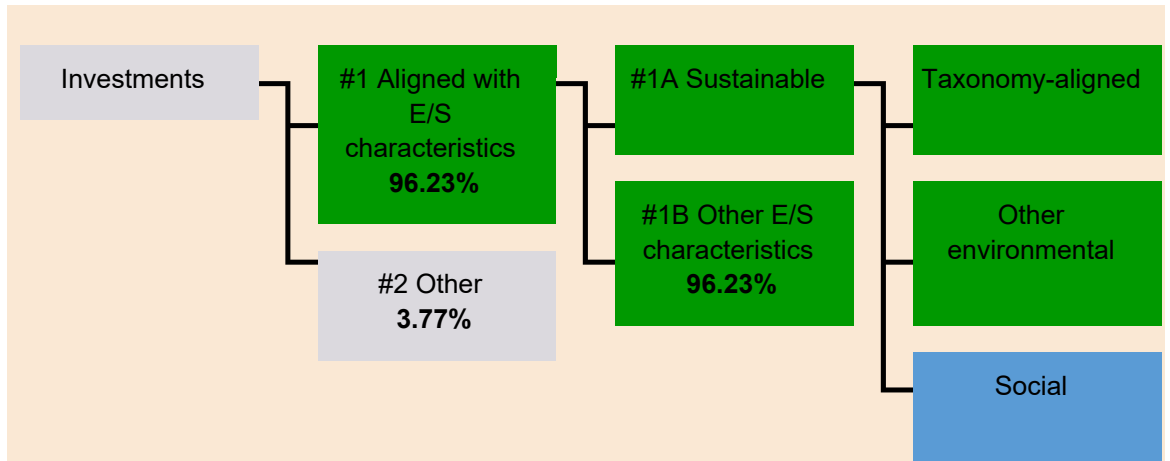 Investments
#1 Aligned with
E/S
characteristics
96.23%
#2 Other
3.77%
#1A Sustainable
#1B Other E/S
characteristics
96.23%
Taxonomy-aligned
Other
environmental
Social